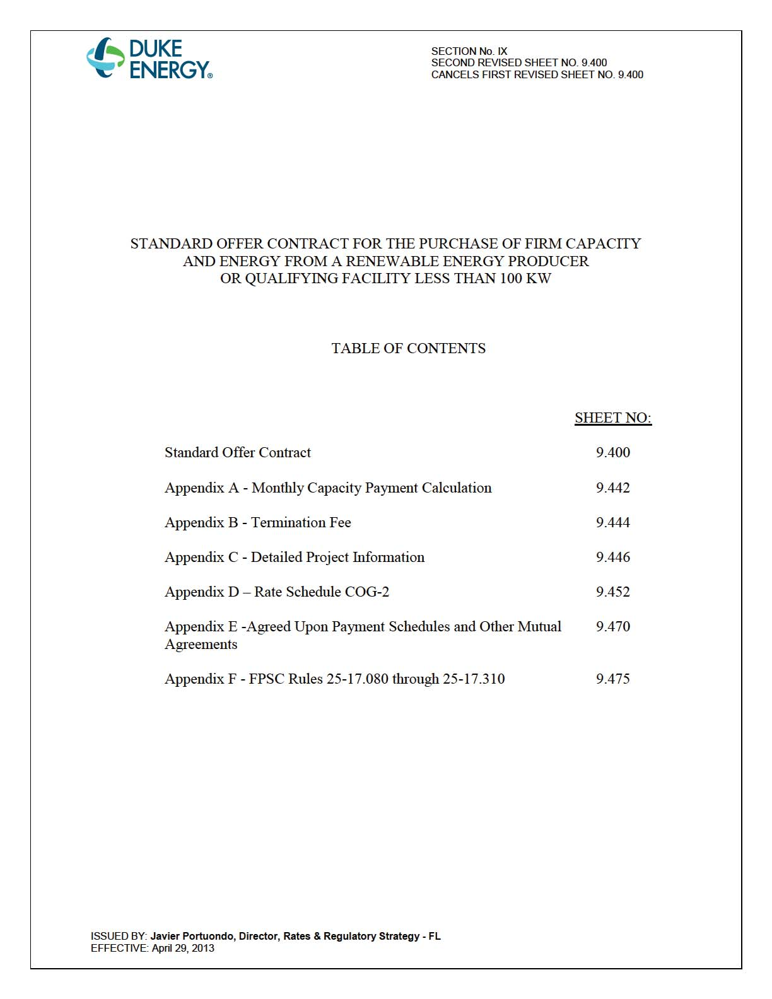 DUKE
ENERGY®
SECTION No. IX
SECOND REVISED SHEET NO. 9.400
CANCELS FIRST REVISED SHEET NO. 9.400
STANDARD OFFER CONTRACT FOR THE PURCHASE OF FIRM CAPACITY
AND ENERGY FROM A RENEWABLE ENERGY PRODUCER
OR QUALIFYING FACILITY LESS THAN 100 KW
TABLE OF CONTENTS
SHEET NO:
Standard Offer Contract 9.400
Appendix A - Monthly Capacity Payment Calculation 9.442
Appendix B - Termination Fee 9.444
Appendix C - Detailed Project Information 9.446
Appendix D – Rate Schedule COG-2 9.452
Appendix E -Agreed Upon Payment Schedules and Other Mutual 9.470
Agreements
Appendix F - FPSC Rules 25-17.080 through 25-17.310 9.475
ISSUED BY: Javier Portuondo, Director, Rates & Regulatory Strategy - FL
EFFECTIVE: April 29, 2013